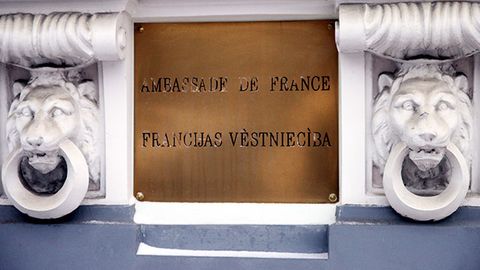 AMBASSADE DE FRANCE
FRANCIJAS VĒSTNIECĪBA